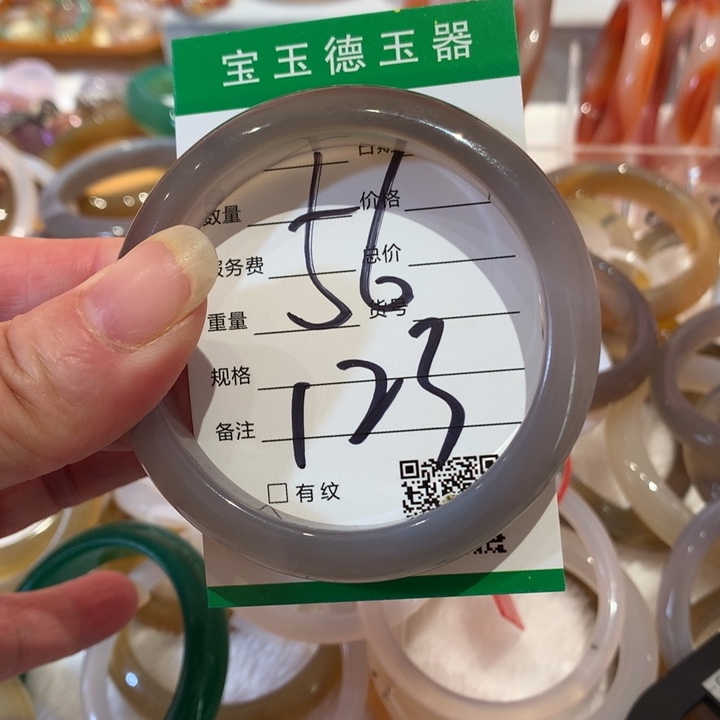 宝玉德玉器
日期
数量 价格
56
服务费 总价
重量 货号
规格
123
备注
□有纹